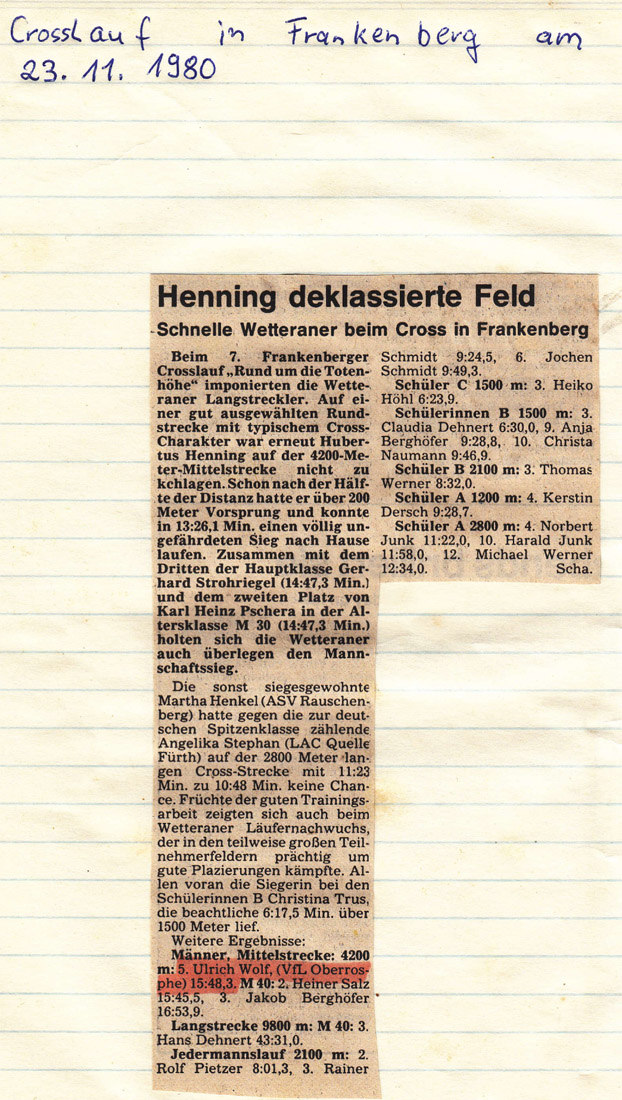 Crosslauf in Frankenberg am
23. 11. 1980
Henning deklassierte Feld
Schnelle Wetteraner beim Cross in Frankenberg
Beim 7. Frankenberger
Crosslauf „Rund um die Toten-
höhe“ imponierten die Wette-
raner Langstreckler. Auf ei-
ner gut ausgewählten Rund-
strecke mit typischem Cross-
Charakter war erneut Huber-
tus Henning auf der 4200-Me-
ter-Mittelstrecke nicht zu
kchlagen. Schon nach der Hälf-
te der Distanz hatte er über 200
Meter Vorsprung und konnte
in 13:26,1 Min. einen völlig un-
gefährdeten Sieg nach Hause
laufen. Zusammen mit dem
Dritten der Hauptklasse Ger-
hard Strohriegel (14:47,3 Min.)
und dem zweiten Platz von
Karl Heinz Pschera in der Al-
tersklasse M 30 (14:47,3 Min.)
holten sich die Wetteraner
auch überlegen den Mann-
schaftssieg.
Die sonst siegesgewohnte
Martha Henkel (ASV Rauschen-
berg) hatte gegen die zur deut-
schen Spitzenklasse zählende
Angelika Stephan (LAC Quelle
Fürth) auf der 2800 Meter lan-
gen Cross-Strecke mit 11:23
Min. zu 10:48 Min. keine Chan-
ce. Früchte der guten Trainings-
arbeit zeigten sich auch beim
Wetteraner Läufernachwuchs,
der in den teilweise großen Teil-
nehmerfeldern prächtig um
gute Plazierungen kämpfte. Al-
len voran die Siegerin bei den
Schülerinnen B Christina Trus,
die beachtliche 6:17,5 Min. über
1500 Meter lief.
Weitere Ergebnisse:
Männer, Mittelstrecke: 4200
m: 5. Ulrich Wolf, (VfL Oberros-
phe) 15:48,3. M 40: 2. Heiner Salz
15:45,5, 3. Jakob Berghöfer
16:53,9.
Langstrecke 9800 m: M 40: 3.
Hans Dehnert 43:31,0.
Jedermannslauf 2100 m: 2.
Rolf Pietzer 8:01,3, 3. Rainer
Schmidt 9:24,5, 6. Jochen
Schmidt 9:49,3.
Schüler C 1500 m: 3. Heiko
Höhl 6:23,9.
Schülerinnen B 1500 m: 3.
Claudia Dehnert 6:30,0, 9. Anja
Berghöfer 9:28,8, 10. Christa
Naumann 9:46,9.
Schüler B 2100 m: 3. Thomas
Werner 8:32,0.
Schüler A 1200 m: 4. Kerstin
Dersch 9:28,7.
Schüler A 2800 m: 4. Norbert
Junk 11:22,0, 10. Harald Junk
11:58,0, 12. Michael Werner
12:34,0. Scha.